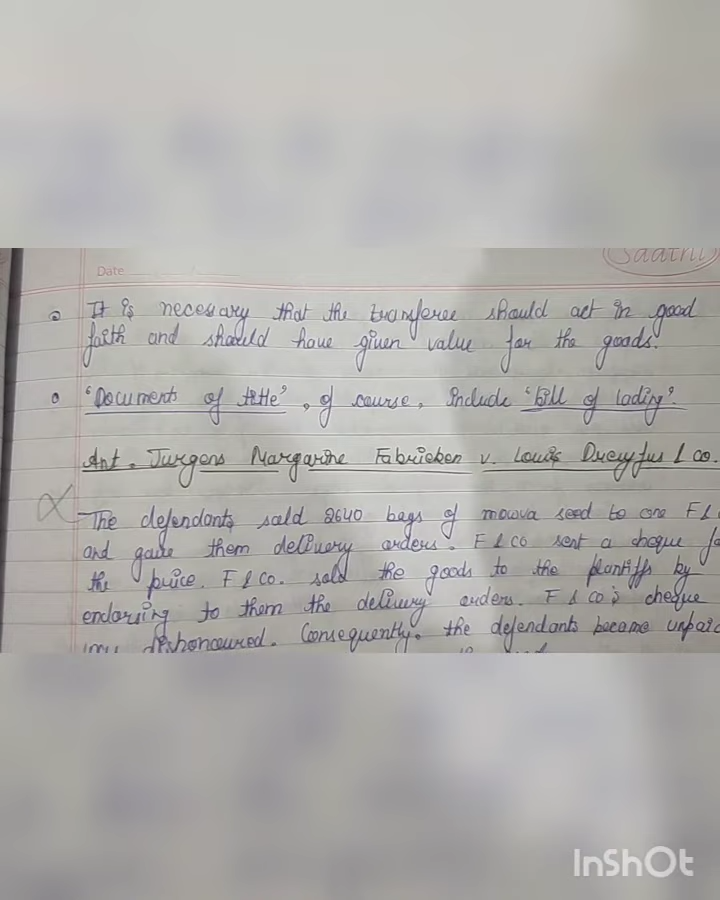 Saathi
Date
It is necessary that the transferee should act in good
faith and should have given value for the goods.
'Documents of title', of course, include 'bill of lading'.
Ant. Jurgens Margarine Fabrieken v. Louis Dreyfus & co.
The defendants sold 2640 bags of mowva seed to one F &
and gave them delivery orders. F & co sent a cheque
the price. F & Co. sold the goods to the plantiffs by
endorsing to them the delivery orders. F & co's cheque
dishonoured. Consequently, the defendants became unpaid
InShOt